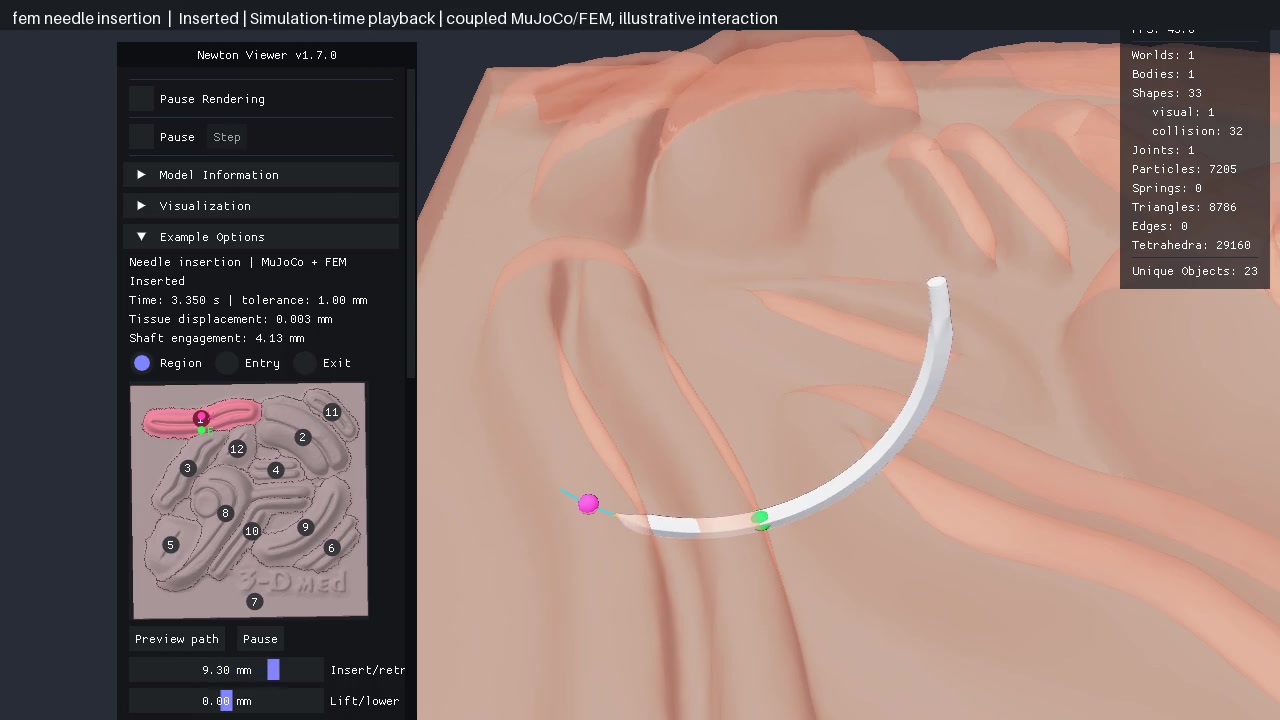 fem needle insertion | Inserted | Simulation-time playback | coupled MuJoCo/FEM, illustrative interaction
Newton Viewer v1.7.0
Pause Rendering
Pause Step
Model Information
Visualization
Example Options
Needle insertion | MuJoCo + FEM
Inserted
Time: 3.350 s | tolerance: 1.00 mm
Tissue displacement: 0.003 mm
Shaft engagement: 4.13 mm
Region Entry Exit
1
11
2
12
3
4
8
10
9
5
6
3-Dmed
7
Preview path Pause
9.30 mm Insert/retr
0.00 mm Lift/lower
Worlds: 1
Bodies: 1
Shapes: 33
visual: 1
collision: 32
Joints: 1
Particles: 7205
Springs: 0
Triangles: 8786
Edges: 0
Tetrahedra: 29160
Unique Objects: 23